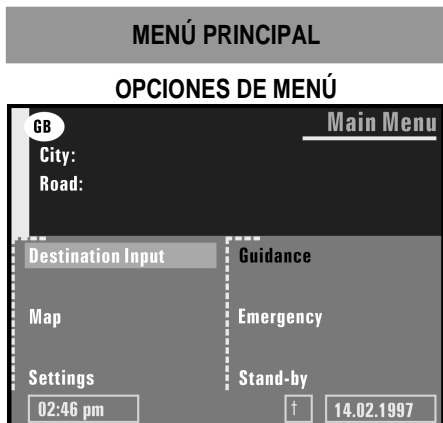 MENÚ PRINCIPAL
OPCIONES DE MENÚ
GB
Main Menu
City:
Road:
Destination Input
Guidance
Map
Emergency
Settings
Stand-by
02:46 pm
†
14.02.1997